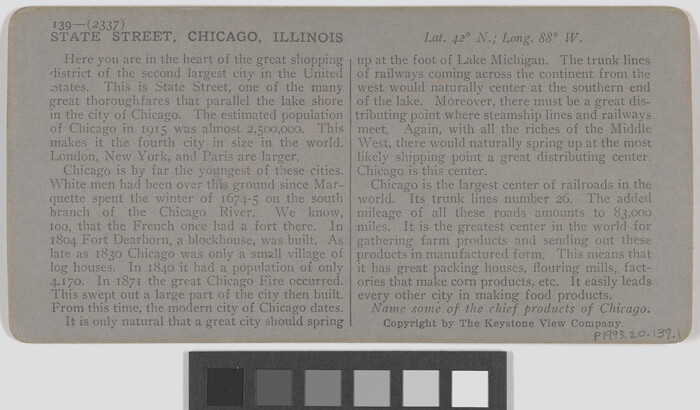 139—(2337)
STATE STREET, CHICAGO, ILLINOIS
Lat. 42° N.; Long. 88° W.
Here you are in the heart of the great shopping
district of the second largest city in the United
States. This is State Street, one of the many
great thoroughfares that parallel the lake shore
in the city of Chicago. The estimated population
of Chicago in 1915 was almost 2,500,000. This
makes it the fourth city in size in the world.
London, New York, and Paris are larger.
Chicago is by far the youngest of these cities.
White men had been over this ground since Mar-
quette spent the winter of 1674-5 on the south
branch of the Chicago River. We know,
too, that the French once had a fort there. In
1804 Fort Dearborn, a blockhouse, was built. As
late as 1830 Chicago was only a small village of
log houses. In 1840 it had a population of only
4,170. In 1871 the great Chicago Fire occurred.
This swept out a large part of the city then built.
From this time, the modern city of Chicago dates.
It is only natural that a great city should spring
up at the foot of Lake Michigan. The trunk lines
of railways coming across the continent from the
west would naturally center at the southern end
of the lake. Moreover, there must be a great dis-
tributing point where steamship lines and railways
meet. Again, with all the riches of the Middle
West, there would naturally spring up at the most
likely shipping point a great distributing center.
Chicago is this center.
Chicago is the largest center of railroads in the
world. Its trunk lines number 26. The added
mileage of all these roads amounts to 83,000
miles. It is the greatest center in the world for
gathering farm products and sending out these
products in manufactured form. This means that
it has great packing houses, flouring mills, fact-
ories that make corn products, etc. It easily leads
every other city in making food products.
Name some of the chief products of Chicago.
Copyright by The Keystone View Company.
P1993.20.139.1